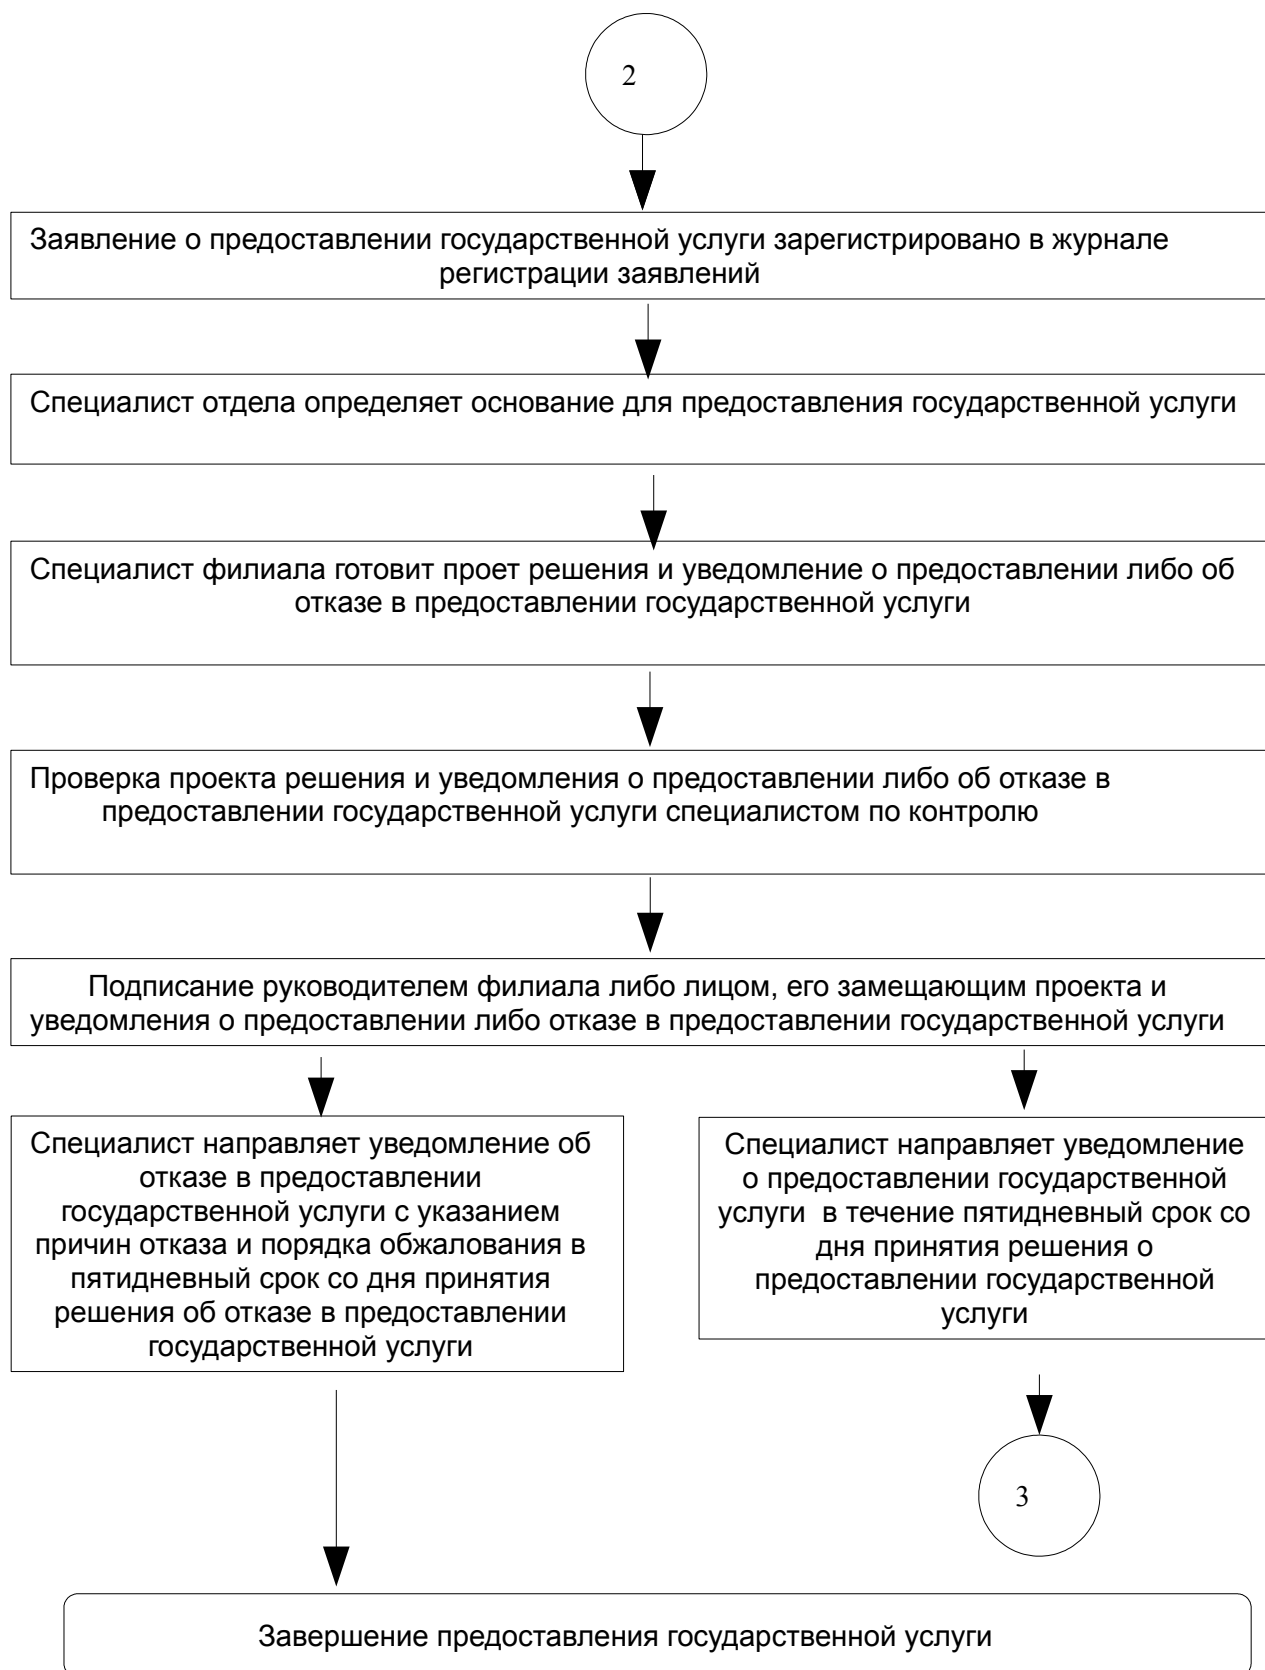 2
Заявление о предоставлении государственной услуги зарегистрировано в журнале
регистрации заявлений
Специалист отдела определяет основание для предоставления государственной услуги
Специалист филиала готовит проет решения и уведомление о предоставлении либо об
отказе в предоставлении государственной услуги
Проверка проекта решения и уведомления о предоставлении либо об отказе в
предоставлении государственной услуги специалистом по контролю
Подписание руководителем филиала либо лицом, его замещающим проекта и
уведомления о предоставлении либо отказе в предоставлении государственной услуги
Специалист направляет уведомление об
отказе в предоставлении
государственной услуги с указанием
причин отказа и порядка обжалования в
пятидневный срок со дня принятия
решения об отказе в предоставлении
государственной услуги
Специалист направляет уведомление
о предоставлении государственной
услуги  в течение пятидневный срок со
дня принятия решения о
предоставлении государственной
услуги
3
Завершение предоставления государственной услуги